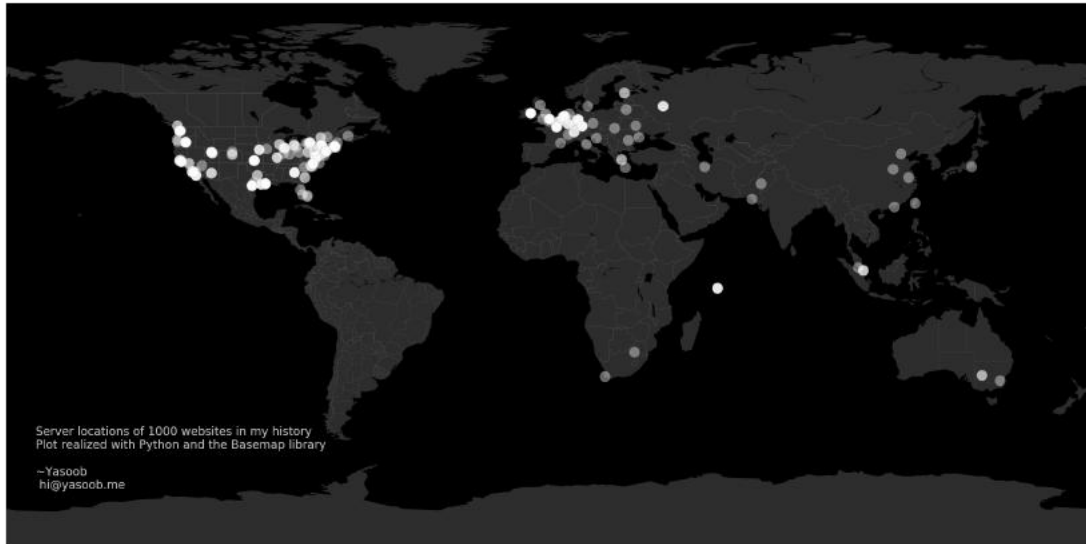 Server locations of 1000 websites in my history
Plot realized with Python and the Basemap library
~Yasoob
hi@yasoob.me